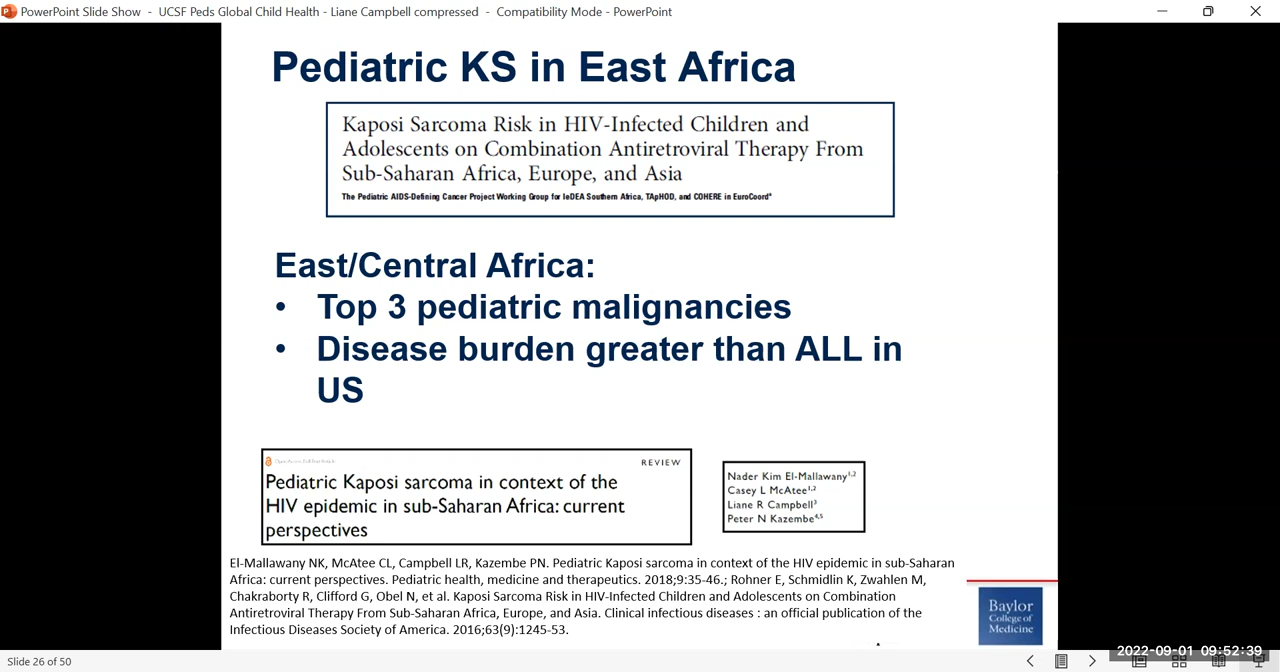 PowerPoint Slide Show - UCSF Peds Global Child Health - Liane Campbell compressed - Compatibility Mode - PowerPoint
Pediatric KS in East Africa
Kaposi Sarcoma Risk in HIV-Infected Children and
Adolescents on Combination Antiretroviral Therapy From
Sub-Saharan Africa, Europe, and Asia
The Pediatric AIDS-Defining Cancer Project Working Group for IeDEA Southern Africa, TApHOD, and COHERE in EuroCoord*
East/Central Africa:
• Top 3 pediatric malignancies
• Disease burden greater than ALL in
US
Open Access Full Text Article
REVIEW
Pediatric Kaposi sarcoma in context of the
HIV epidemic in sub-Saharan Africa: current
perspectives
Nader Kim El-Mallawany1,2
Casey L McAtee1,2
Liane R Campbell3
Peter N Kazembe4,5
El-Mallawany NK, McAtee CL, Campbell LR, Kazembe PN. Pediatric Kaposi sarcoma in context of the HIV epidemic in sub-Saharan
Africa: current perspectives. Pediatric health, medicine and therapeutics. 2018;9:35-46.; Rohner E, Schmidlin K, Zwahlen M,
Chakraborty R, Clifford G, Obel N, et al. Kaposi Sarcoma Risk in HIV-Infected Children and Adolescents on Combination
Antiretroviral Therapy From Sub-Saharan Africa, Europe, and Asia. Clinical infectious diseases : an official publication of the
Infectious Diseases Society of America. 2016;63(9):1245-53.
Baylor
College of
Medicine
2022-09-01 09:52:39
Slide 26 of 50